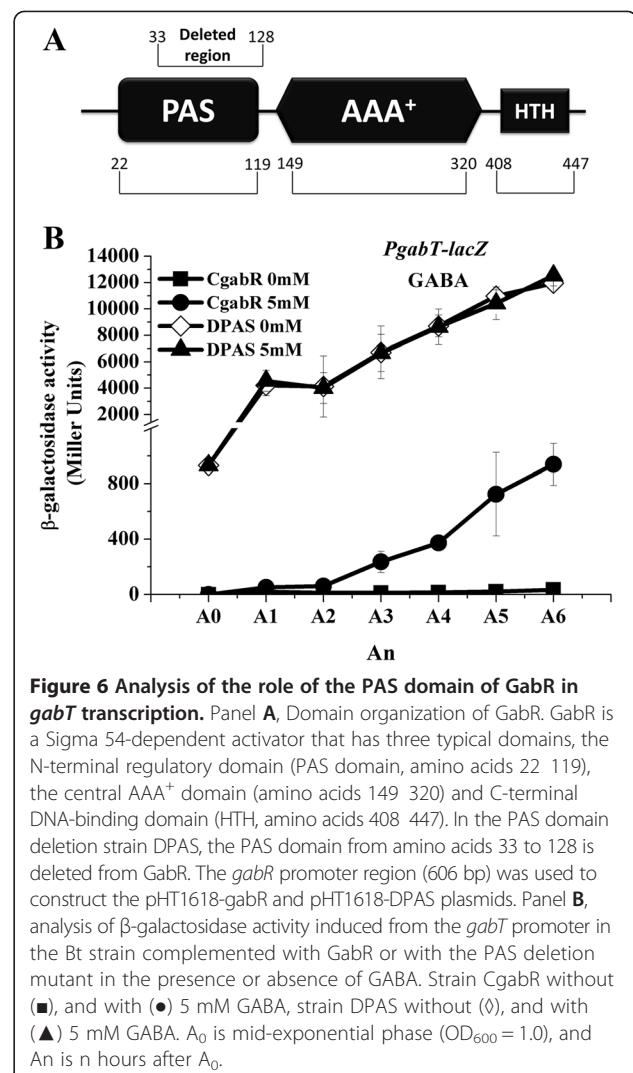 A
33 Deleted region 128
PAS AAA+ HTH
22 119 149 320 408 447
B
PgabT-lacZ
GABA
CgabR 0mM
CgabR 5mM
DPAS 0mM
DPAS 5mM
14000
12000
10000
8000
6000
4000
2000
800
400
0
β-galactosidase activity
(Miller Units)
A0 A1 A2 A3 A4 A5 A6
An
Figure 6 Analysis of the role of the PAS domain of GabR in
gabT transcription. Panel A, Domain organization of GabR. GabR is
a Sigma 54-dependent activator that has three typical domains, the
N-terminal regulatory domain (PAS domain, amino acids 22 119),
the central AAA+ domain (amino acids 149 320) and C-terminal
DNA-binding domain (HTH, amino acids 408 447). In the PAS domain
deletion strain DPAS, the PAS domain from amino acids 33 to 128 is
deleted from GabR. The gabR promoter region (606 bp) was used to
construct the pHT1618-gabR and pHT1618-DPAS plasmids. Panel B,
analysis of β-galactosidase activity induced from the gabT promoter in
the Bt strain complemented with GabR or with the PAS deletion
mutant in the presence or absence of GABA. Strain CgabR without
(■), and with (●) 5 mM GABA, strain DPAS without (◊), and with
(▲) 5 mM GABA. A0 is mid-exponential phase (OD600 = 1.0), and
An is n hours after A0.